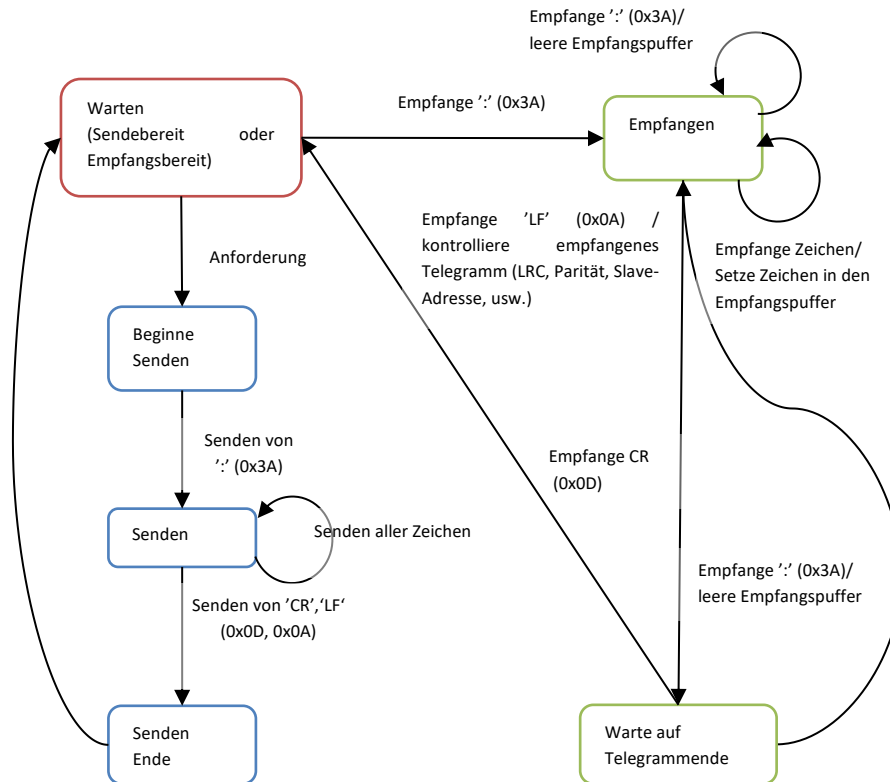 Empfange ’:’ (0x3A)/
leere Empfangspuffer
Warten
(Sendebereit oder
Empfangsbereit)
Empfange ’:’ (0x3A)
Empfangen
Empfange ’LF’ (0x0A) /
kontrolliere empfangenes
Telegramm (LRC, Parität, Slave-
Adresse, usw.)
Empfange Zeichen/
Setze Zeichen in den
Empfangspuffer
Anforderung
Beginne
Senden
Senden von
’:’ (0x3A)
Empfange CR
(0x0D)
Senden
Senden aller Zeichen
Empfange ’:’ (0x3A)/
leere Empfangspuffer
Senden von ’CR’,‘LF‘
(0x0D, 0x0A)
Senden
Ende
Warte auf
Telegrammende